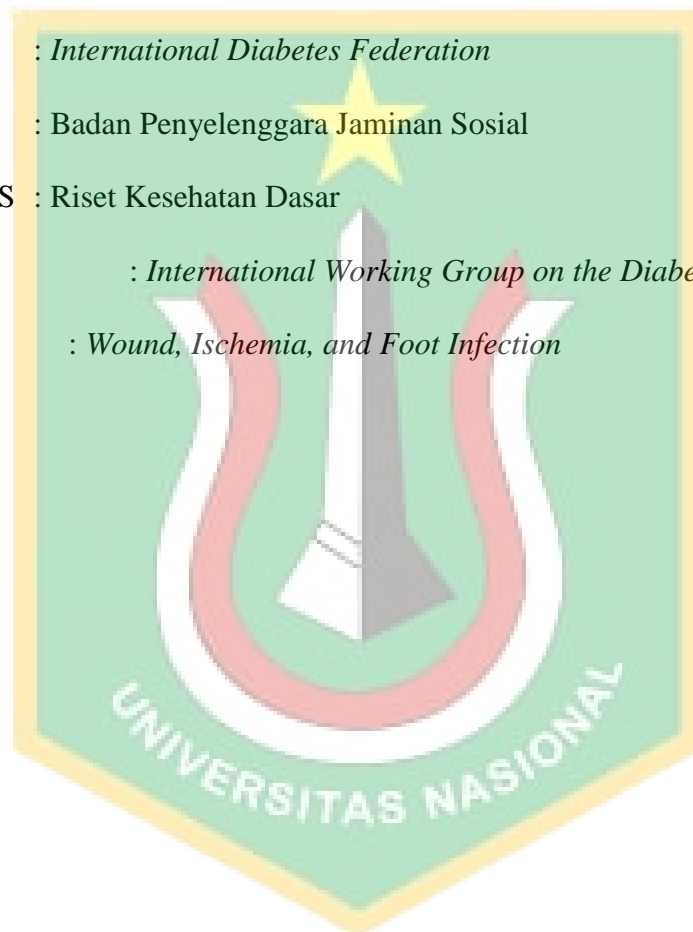 : International Diabetes Federation
: Badan Penyelenggara Jaminan Sosial
S : Riset Kesehatan Dasar
: International Working Group on the Diabe
: Wound, Ischemia, and Foot Infection
UNIVERSITAS NASIONAL